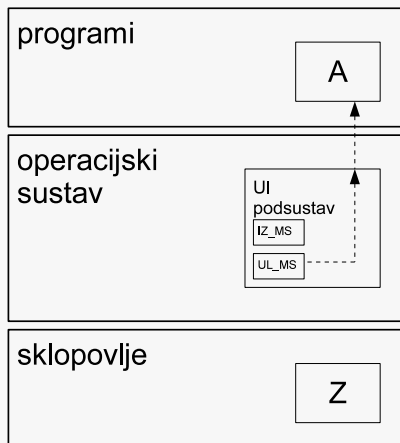 programi
A
operacijski
sustav
UI
podsustav
IZ_MS
UL_MS
sklopovlje
Z